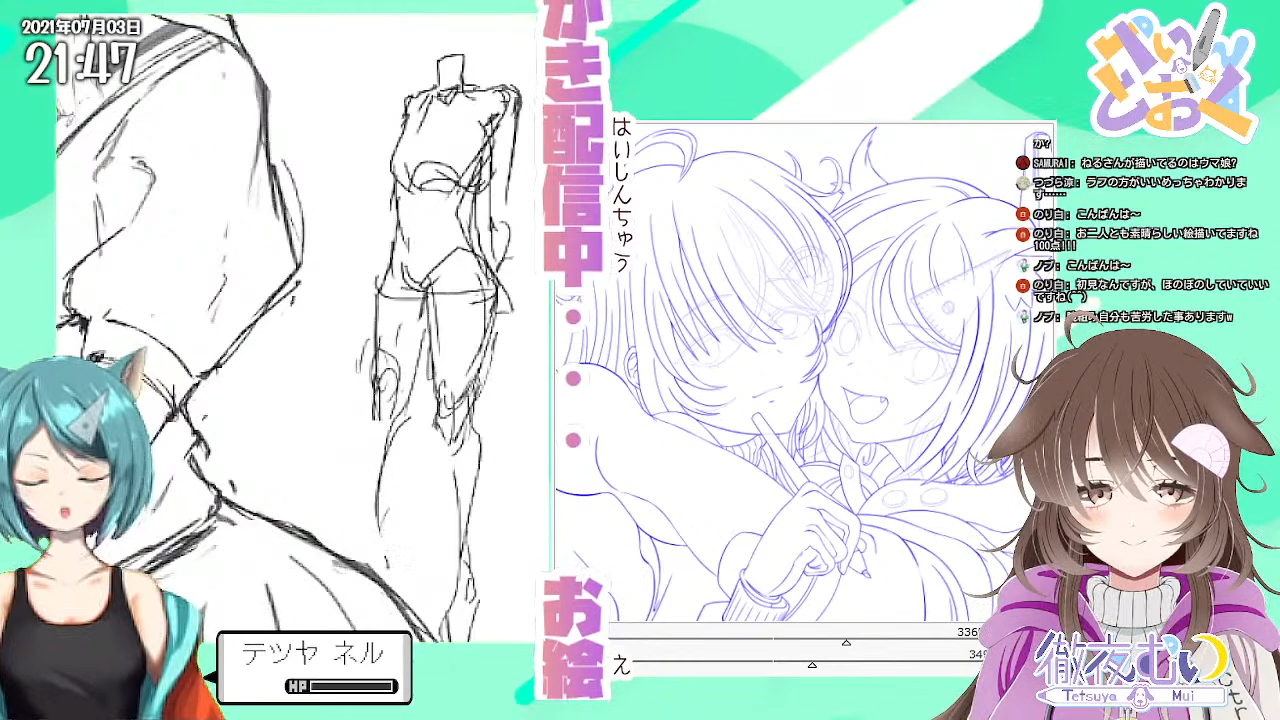 2021年07月03日
21:47
かき配信中・・・お絵
はいじんちゅう
え
か?
SAMURAI: ねるさんが描いてるのはウマ娘?
つづら涼: ラフの方がいいめっちゃわかりま
す……
のり白: こんばんは～
のり白: お二人とも素晴らしい絵描いてますね
100点!!!
ノブ: こんばんは～
のり白: 初見なんですが、ほのぼのしていていい
ですね(⌒⌒)
ノブ:
自分も苦労した事ありますw
336
34
テツヤ ネル
HP
徹夜むい
Tetsuya Mui